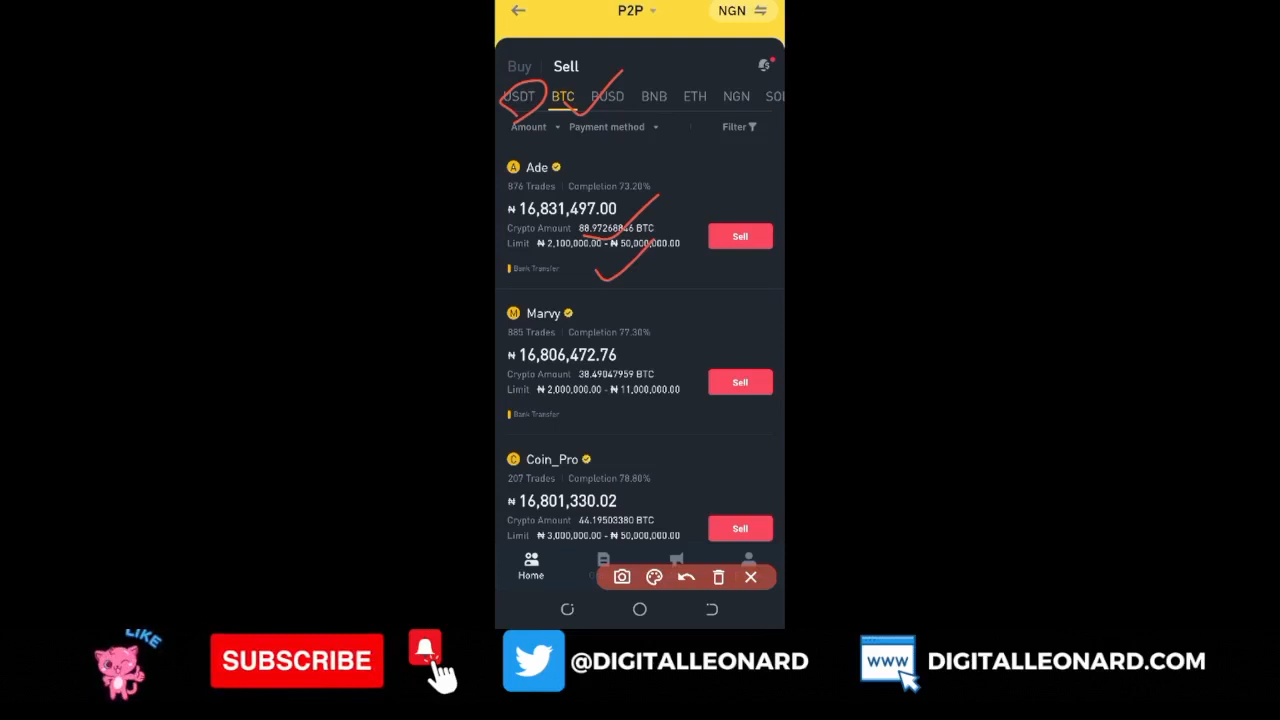 P2P NGN
Buy Sell
USDT BTC BUSD BNB ETH NGN SOL
Amount Payment method Filter
A Ade
876 Trades Completion 73.20%
₦ 16,831,497.00
Crypto Amount 88.97268846 BTC
Sell
Limit ₦ 2,100,000.00 - ₦ 50,000,000.00
Bank Transfer
M Marvy
885 Trades Completion 77.30%
₦ 16,806,472.76
Crypto Amount 38.49047959 BTC
Sell
Limit ₦ 2,000,000.00 - ₦ 11,000,000.00
Bank Transfer
C Coin_Pro
207 Trades Completion 78.80%
₦ 16,801,330.02
Crypto Amount 44.19503380 BTC
Sell
Limit ₦ 3,000,000.00 - ₦ 50,000,000.00
Home
LIKE
SUBSCRIBE
@DIGITALLEONARD
WWW
DIGITALLEONARD.COM